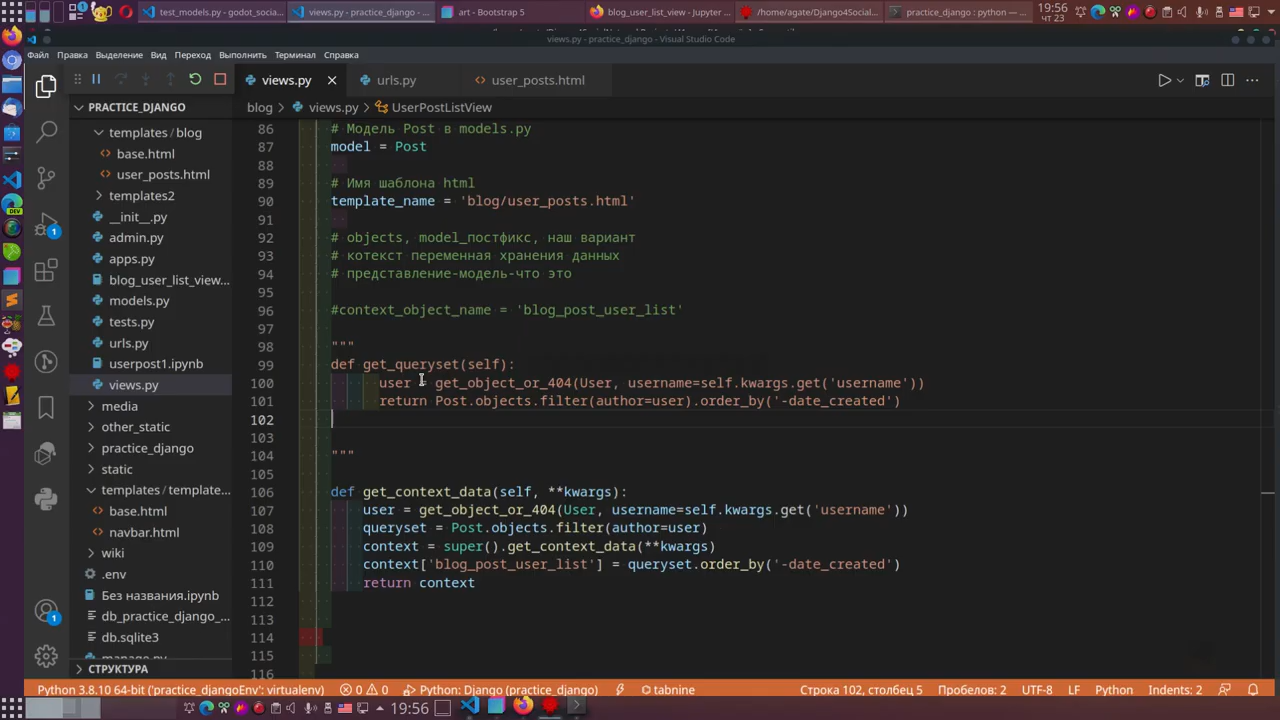 test_models.py - godot_socia...
views.py - practice_django - ...
art - Bootstrap 5
blog_user_list_view - Jupyter ...
/home/agate/Django4Social...
practice_django : python — ...
19:56
чт 23
views.py - practice_django - Visual Studio Code
Файл Правка Выделение Вид Переход Выполнить Терминал Справка
views.py
urls.py
user_posts.html
PRACTICE_DJANGO
blog > views.py > UserPostListView
templates / blog
base.html
user_posts.html
templates2
__init__.py
admin.py
apps.py
blog_user_list_view...
models.py
tests.py
urls.py
userpost1.ipynb
views.py
media
other_static
practice_django
static
templates / template...
base.html
navbar.html
wiki
.env
Без названия.ipynb
db_practice_django_...
db.sqlite3
СТРУКТУРА
DEV
1
1
86 # Модель Post в models.py
87 model = Post
88
89 # Имя шаблона html
90 template_name = 'blog/user_posts.html'
91
92 # objects, model_постфикс, наш вариант
93 # котекст переменная хранения данных
94 # представление-модель-что это
95
96 #context_object_name = 'blog_post_user_list'
97
98 """
99 def get_queryset(self):
100 user = get_object_or_404(User, username=self.kwargs.get('username'))
101 return Post.objects.filter(author=user).order_by('-date_created')
102
103
104 """
105
106 def get_context_data(self, **kwargs):
107 user = get_object_or_404(User, username=self.kwargs.get('username'))
108 queryset = Post.objects.filter(author=user)
109 context = super().get_context_data(**kwargs)
110 context['blog_post_user_list'] = queryset.order_by('-date_created')
111 return context
112
113
114
115
116
Python 3.8.10 64-bit ('practice_djangoEnv': virtualenv) 0 0 Python: Django (practice_django) tabnine Строка 102, столбец 5 Пробелов: 2 UTF-8 LF Python Indents: 2
19:56